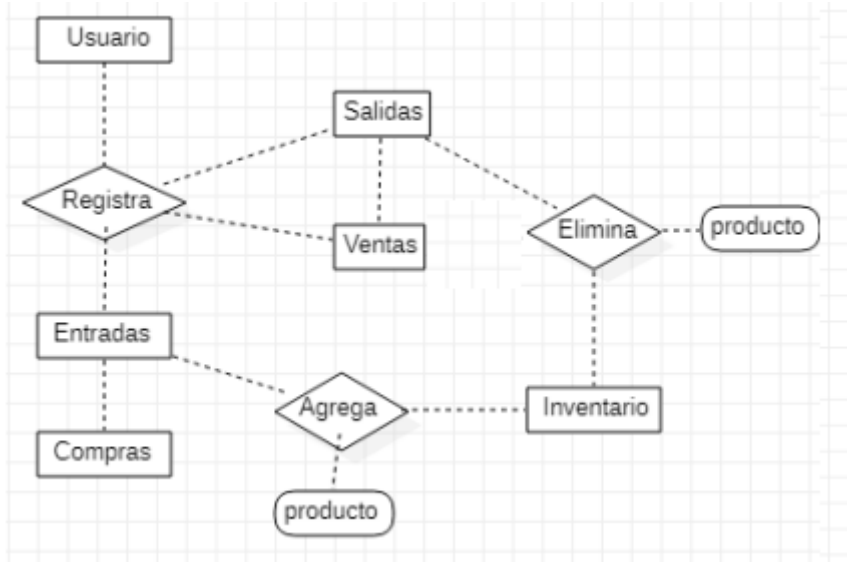 Usuario
Salidas
Registra
Elimina
producto
Ventas
Entradas
Agrega
Inventario
Compras
producto